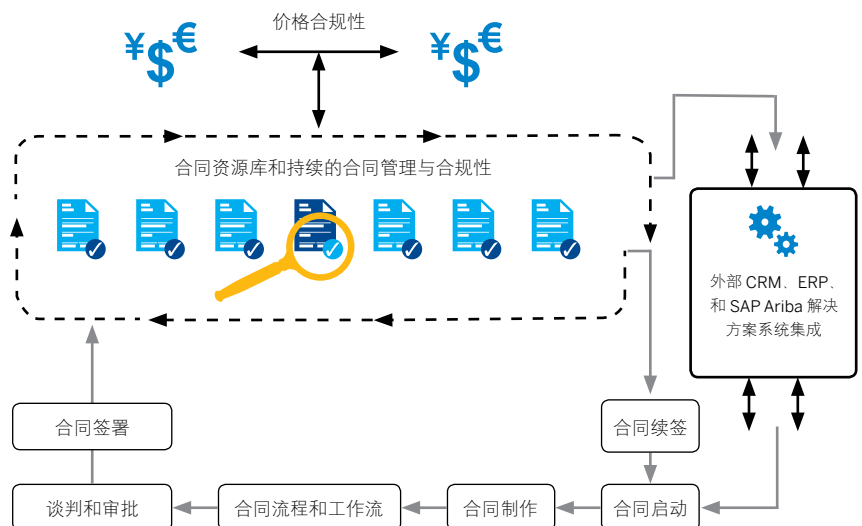 价格合规性
¥$€
¥$€
合同资源库和持续的合同管理与合规性
外部 CRM、ERP、
和 SAP Ariba 解决
方案系统集成
合同签署
合同续签
谈判和审批
合同流程和工作流
合同制作
合同启动